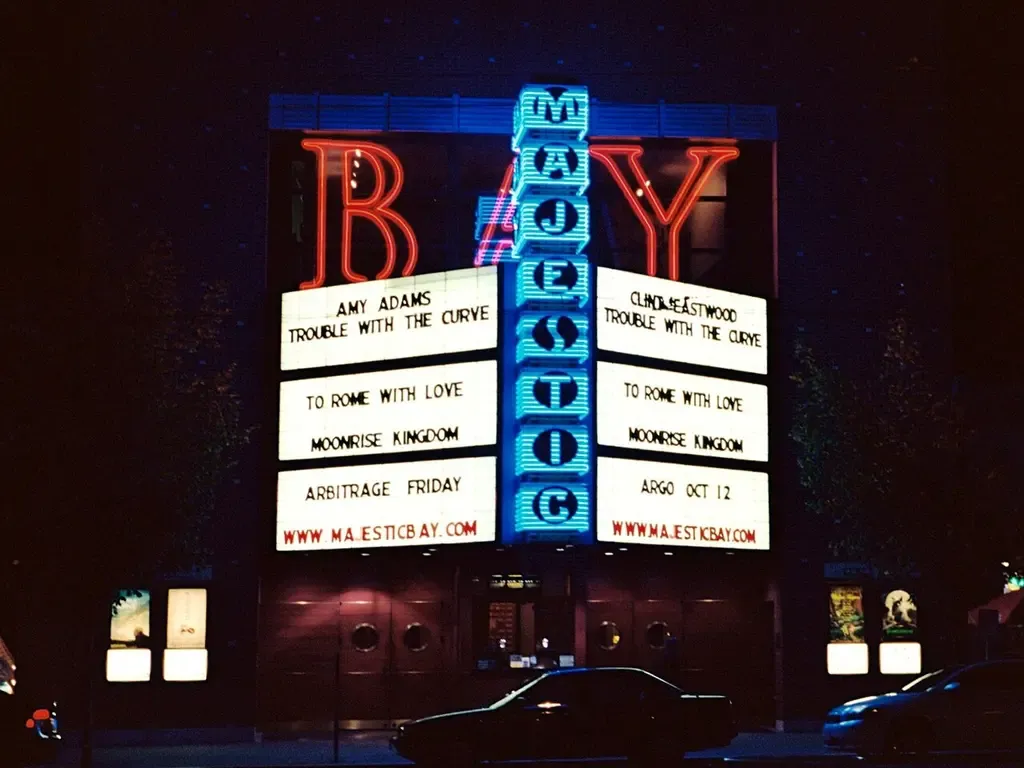 BAY
MAJESTIC
AMY ADAMS
TROUBLE WITH THE CURVE
TO ROME WITH LOVE
MOONRISE KINGDOM
ARBITRAGE FRIDAY
WWW.MAJESTICBAY.COM
CLINT EASTWOOD
TROUBLE WITH THE CURVE
TO ROME WITH LOVE
MOONRISE KINGDOM
ARGO OCT 12
WWW.MAJESTICBAY.COM